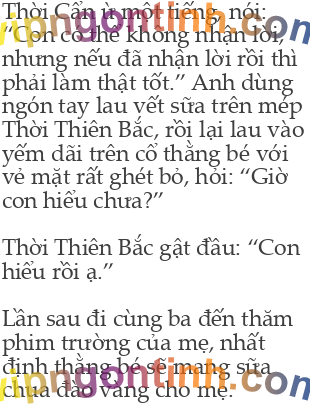 Thời Cẩn ừ một tiếng, nói:
“Con có thể không nhận lời,
nhưng nếu đã nhận lời rồi thì
phải làm thật tốt.” Anh dùng
ngón tay lau vết sữa trên mép
Thời Thiên Bắc, rồi lại lau vào
yếm dãi trên cổ thằng bé với
vẻ mặt rất ghét bỏ, hỏi: “Giờ
con hiểu chưa?”
Thời Thiên Bắc gật đầu: “Con
hiểu rồi ạ.”
Lần sau đi cùng ba đến thăm
phim trường của mẹ, nhất
định thằng bé sẽ mang sữa
chua đào vàng cho mẹ.
vipngontinh.com
vipngontinh.com